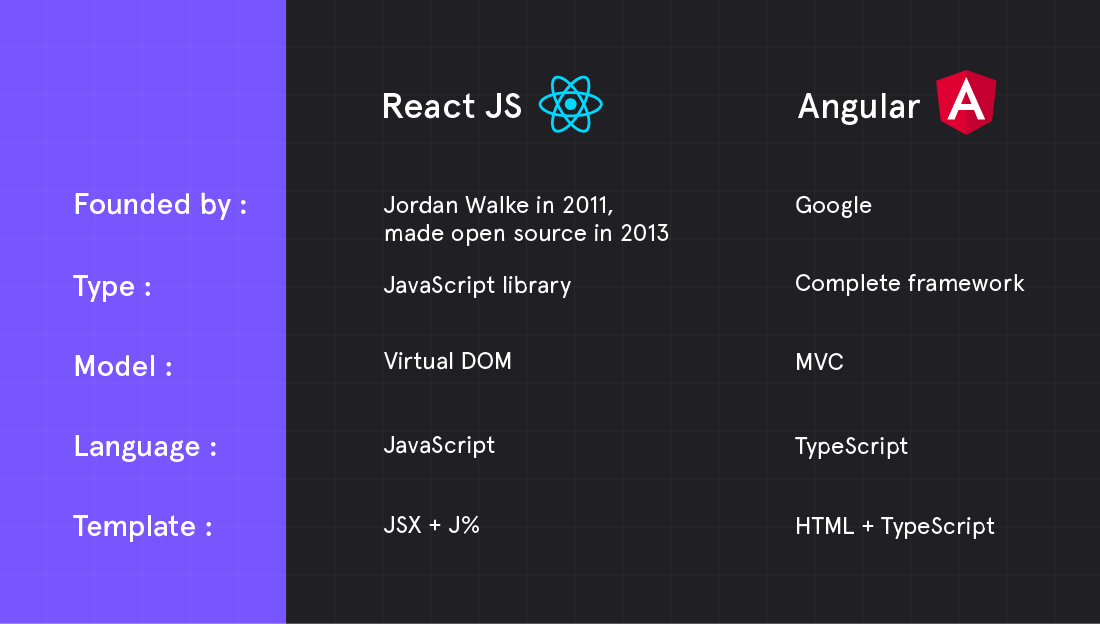 React JS
Angular
Founded by :
Jordan Walke in 2011,
made open source in 2013
Google
Type :
JavaScript library
Complete framework
Model :
Virtual DOM
MVC
Language :
JavaScript
TypeScript
Template :
JSX + J%
HTML + TypeScript